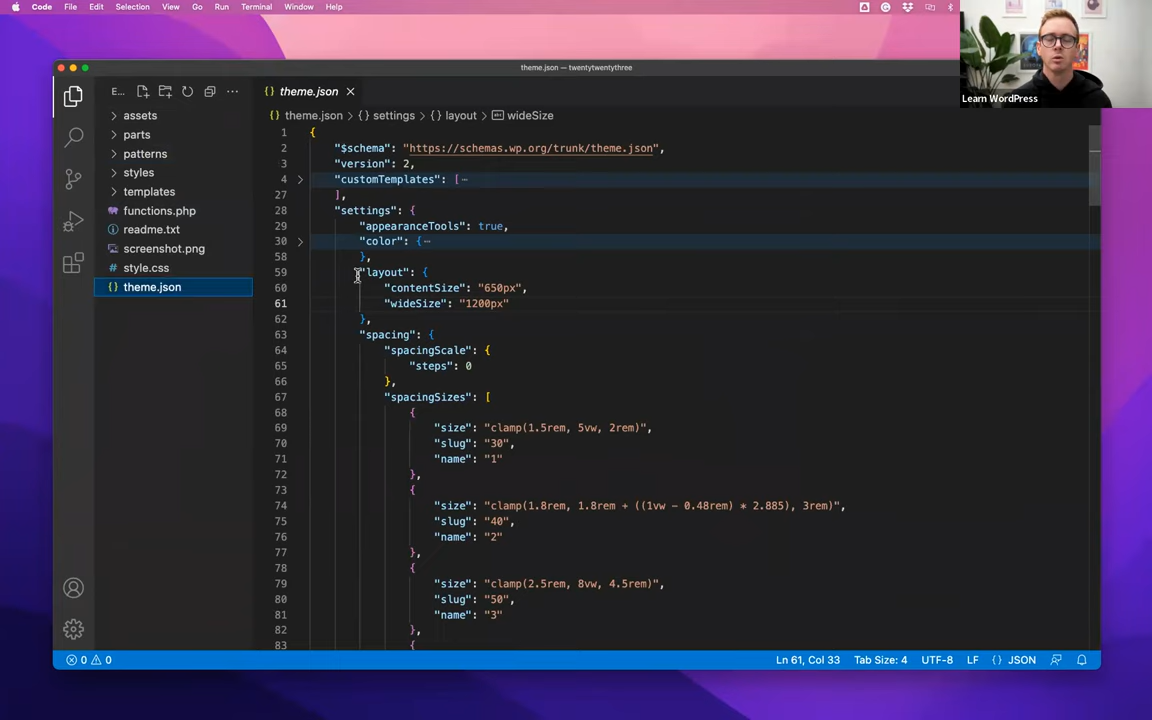 Code File Edit Selection View Go Run Terminal Window Help
theme.json — twentytwentythree
Learn WordPress
E...
theme.json
theme.json > {} settings > {} layout > wideSize
assets
parts
patterns
styles
templates
functions.php
readme.txt
screenshot.png
style.css
theme.json
1 {
2 "$schema": "https://schemas.wp.org/trunk/theme.json",
3 "version": 2,
4 "customTemplates": [ ...
27 ],
28 "settings": {
29 "appearanceTools": true,
30 "color": { ...
58 },
59 "layout": {
60 "contentSize": "650px",
61 "wideSize": "1200px"
62 },
63 "spacing": {
64 "spacingScale": {
65 "steps": 0
66 },
67 "spacingSizes": [
68 {
69 "size": "clamp(1.5rem, 5vw, 2rem)",
70 "slug": "30",
71 "name": "1"
72 },
73 {
74 "size": "clamp(1.8rem, 1.8rem + ((1vw - 0.48rem) * 2.885), 3rem)",
75 "slug": "40",
76 "name": "2"
77 },
78 {
79 "size": "clamp(2.5rem, 8vw, 4.5rem)",
80 "slug": "50",
81 "name": "3"
82 },
83 {
0 0 Ln 61, Col 33 Tab Size: 4 UTF-8 LF {} JSON